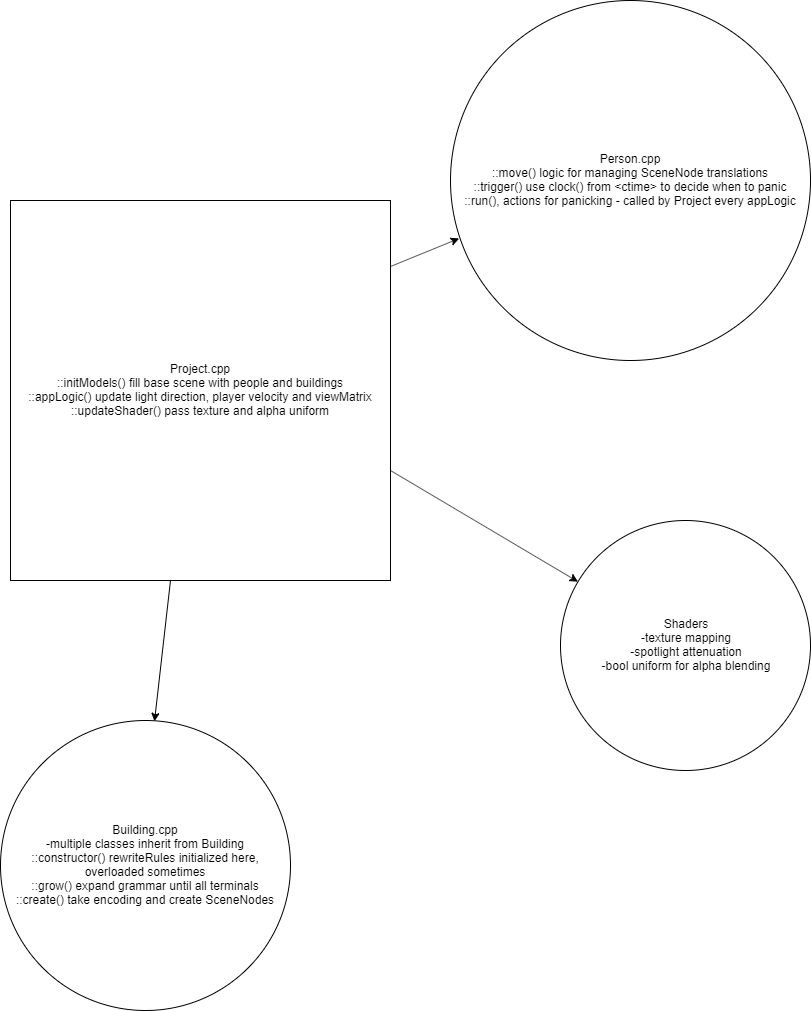 Person.cpp
::move() logic for managing SceneNode translations
::trigger() use clock() from <ctime> to decide when to panic
::run(), actions for panicking - called by Project every appLogic
Project.cpp
::initModels() fill base scene with people and buildings
::appLogic() update light direction, player velocity and viewMatrix
::updateShader() pass texture and alpha uniform
Shaders
-texture mapping
-spotlight attenuation
-bool uniform for alpha blending
Building.cpp
-multiple classes inherit from Building
::constructor() rewriteRules initialized here,
overloaded sometimes
::grow() expand grammar until all terminals
::create() take encoding and create SceneNodes